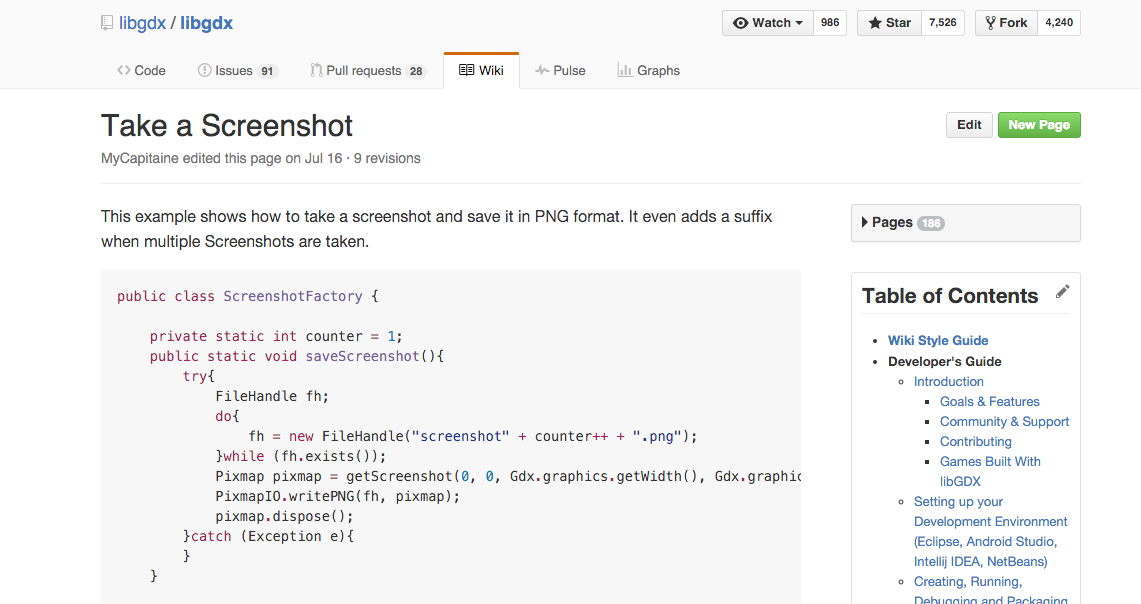 libgdx / libgdx
Watch 986 Star 7,526 Fork 4,240
Code Issues 91 Pull requests 28 Wiki Pulse Graphs
Take a Screenshot
Edit New Page
MyCapitaine edited this page on Jul 16 · 9 revisions
This example shows how to take a screenshot and save it in PNG format. It even adds a suffix
when multiple Screenshots are taken.
public class ScreenshotFactory {
private static int counter = 1;
public static void saveScreenshot(){
try{
FileHandle fh;
do{
fh = new FileHandle("screenshot" + counter++ + ".png");
}while (fh.exists());
Pixmap pixmap = getScreenshot(0, 0, Gdx.graphics.getWidth(), Gdx.graphic
PixmapIO.writePNG(fh, pixmap);
pixmap.dispose();
}catch (Exception e){
}
}
Pages 186
Table of Contents
Wiki Style Guide
Developer's Guide
Introduction
Goals & Features
Community & Support
Contributing
Games Built With
libGDX
Setting up your
Development Environment
(Eclipse, Android Studio,
Intellij IDEA, NetBeans)
Creating, Running,
Debugging and Packaging